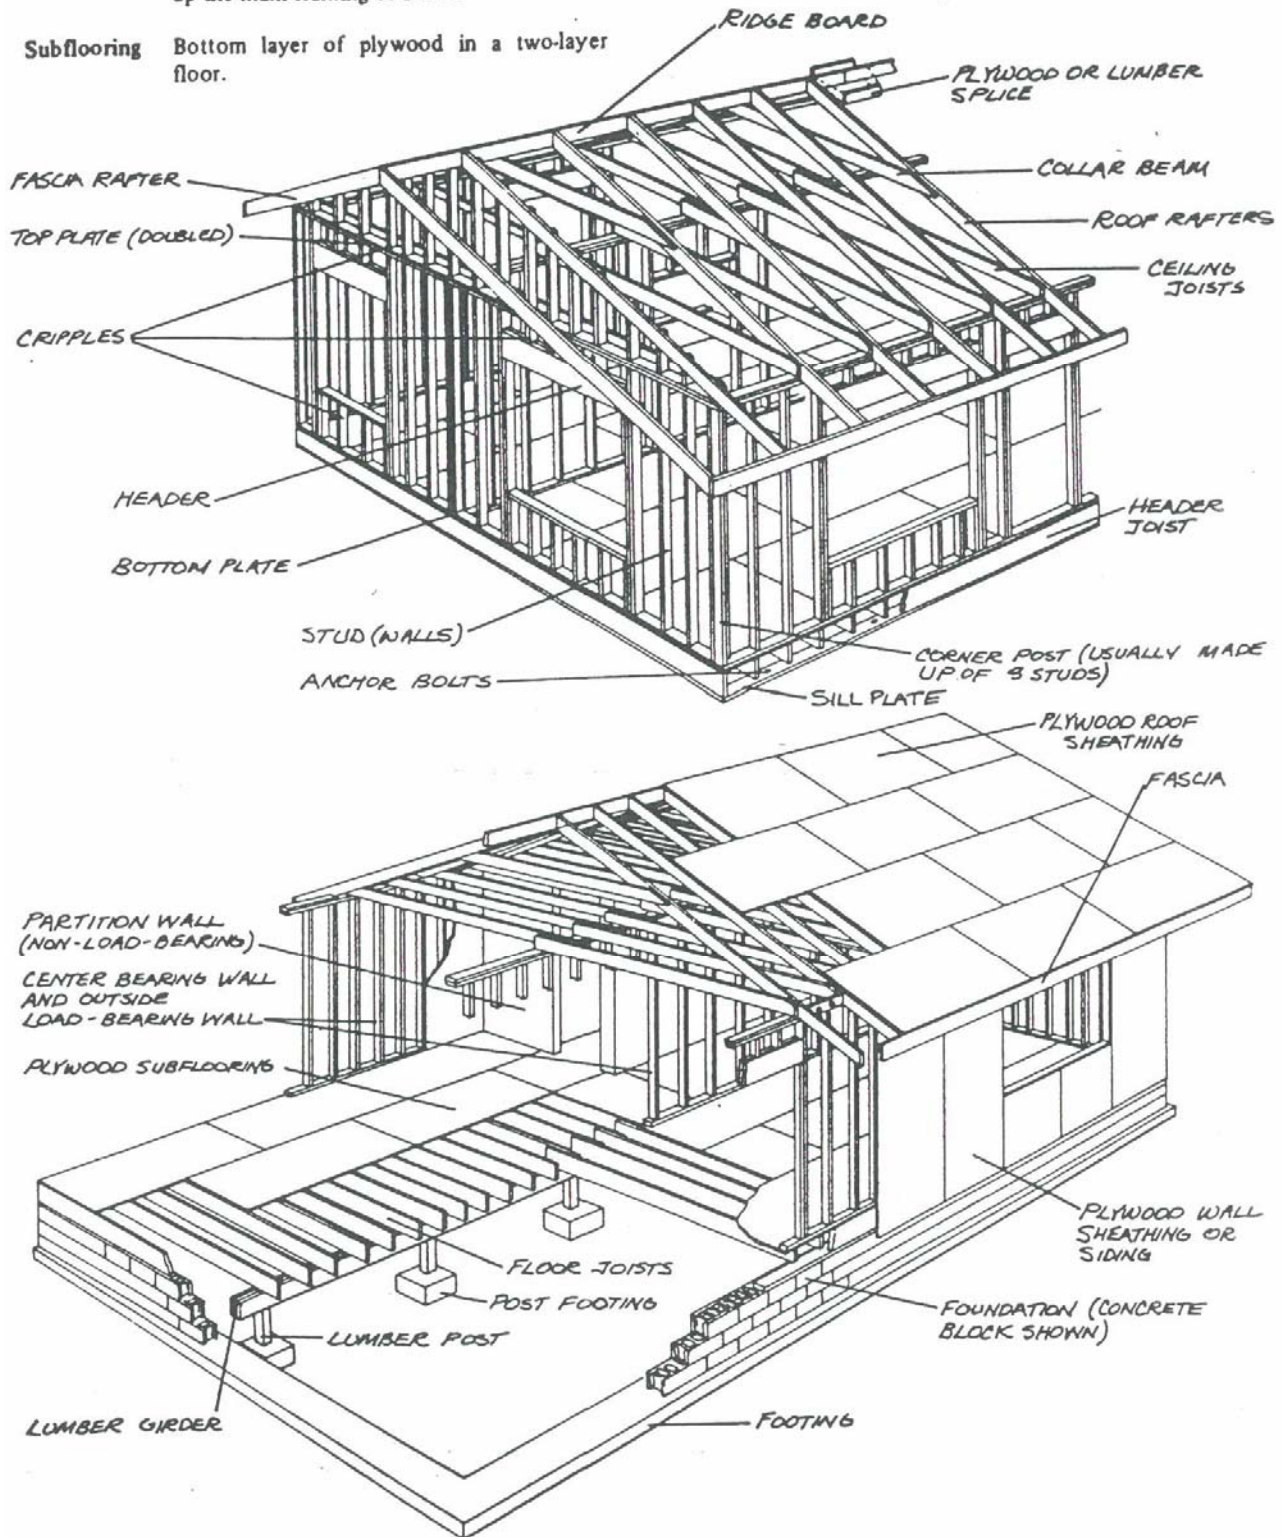 Subflooring Bottom layer of plywood in a two-layer
floor.
RIDGE BOARD
PLYWOOD OR LUMBER
SPLICE
FASCIA RAFTER
COLLAR BEAM
TOP PLATE (DOUBLED)
ROOF RAFTERS
CEILING
JOISTS
CRIPPLES
HEADER
HEADER
JOIST
BOTTOM PLATE
STUD (WALLS)
CORNER POST (USUALLY MADE
UP OF 3 STUDS)
ANCHOR BOLTS
SILL PLATE
PLYWOOD ROOF
SHEATHING
FASCIA
PARTITION WALL
(NON-LOAD-BEARING)
CENTER BEARING WALL
AND OUTSIDE
LOAD-BEARING WALL
PLYWOOD SUBFLOORING
PLYWOOD WALL
SHEATHING OR
SIDING
FLOOR JOISTS
POST FOOTING
FOUNDATION (CONCRETE
BLOCK SHOWN)
LUMBER POST
LUMBER GIRDER
FOOTING